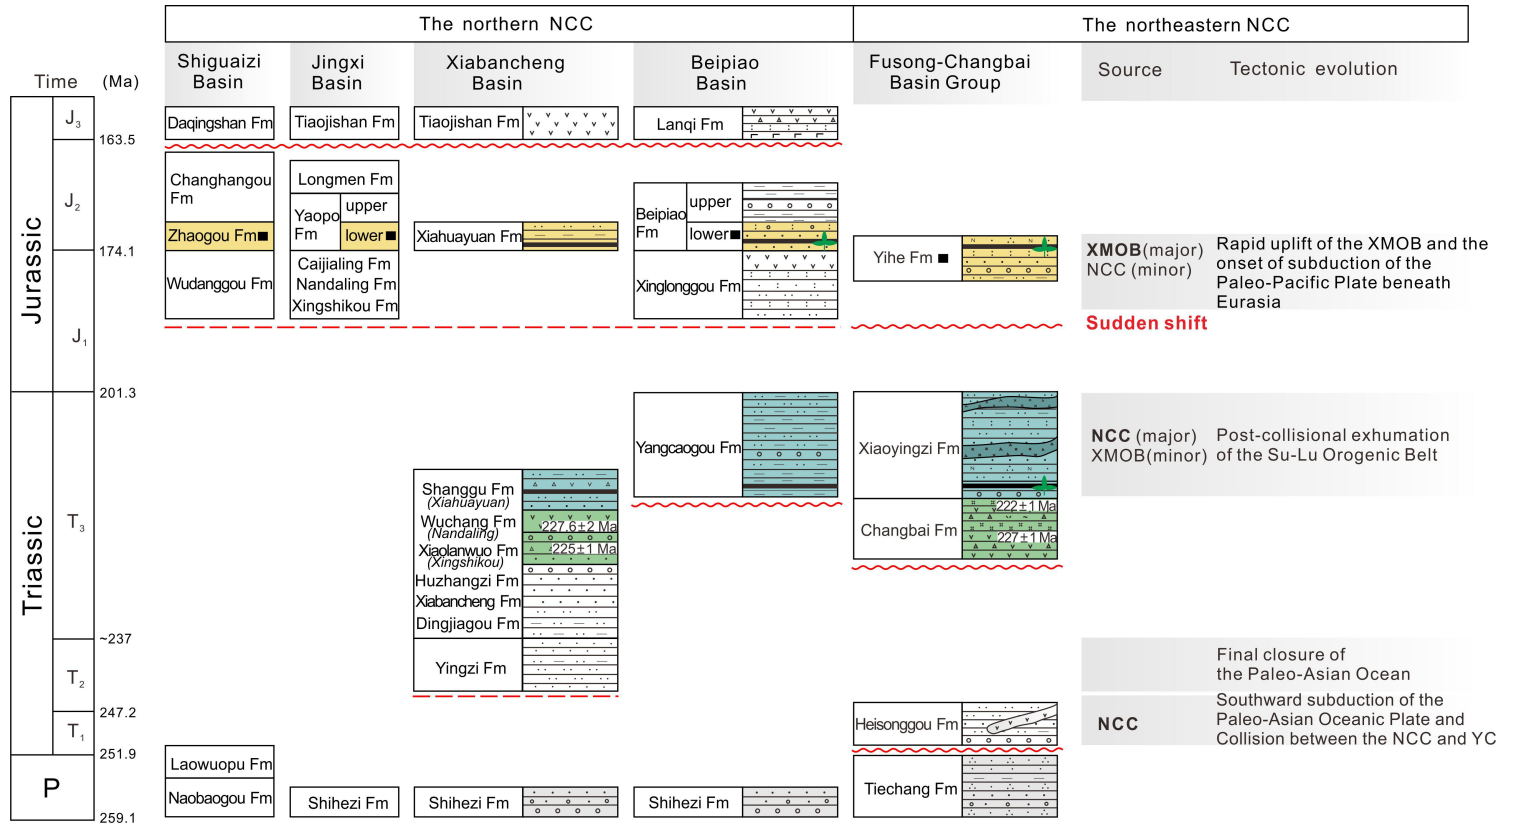 The northern NCC
The northeastern NCC
Time
(Ma)
Shiguaizi
Basin
Jingxi
Basin
Xiabancheng
Basin
Beipiao
Basin
Fusong-Changbai
Basin Group
Source
Tectonic evolution
Jurassic
Triassic
P
J3
J2
J1
T3
T2
T1
163.5
174.1
201.3
~237
247.2
251.9
259.1
Daqingshan Fm
Changhangou
Fm
Zhaogou Fm
Wudanggou Fm
Laowuopu Fm
Naobaogou Fm
Tiaojishan Fm
Longmen Fm
Yaopo
Fm
upper
lower
Caijialing Fm
Nandaling Fm
Xingshikou Fm
Shihezi Fm
Tiaojishan Fm
Xiahuayuan Fm
Shanggu Fm
(Xiahuayuan)
Wuchang Fm
(Nandaling)
227.6±2 Ma
Xiaolanwuo Fm
(Xingshikou)
225±1 Ma
Huzhangzi Fm
Xiabancheng Fm
Dingjiagou Fm
Yingzi Fm
Shihezi Fm
Lanqi Fm
Beipiao
Fm
upper
lower
Xinglonggou Fm
Yangcaogou Fm
Shihezi Fm
Yihe Fm
Xiaoyingzi Fm
Changbai Fm
222±1 Ma
227±1 Ma
Heisonggou Fm
Tiechang Fm
XMOB(major)
NCC (minor)
Rapid uplift of the XMOB and the
onset of subduction of the
Paleo-Pacific Plate beneath
Eurasia
Sudden shift
NCC (major)
XMOB(minor)
Post-collisional exhumation
of the Su-Lu Orogenic Belt
Final closure of
the Paleo-Asian Ocean
NCC
Southward subduction of the
Paleo-Asian Oceanic Plate and
Collision between the NCC and YC